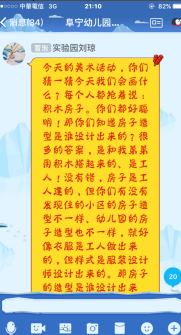 中華電信 3G
21:10
82%
消息(34)
阜宁幼儿园...
实验园刘琼
今天的美术活动，你们
猜一猜今天我们会画什
么？每个人都抢着说：
积木房子。你们都好聪
明！那你们知道房子造
型是谁设计出来的？很
多的答案，是和我弟弟
用积木搭起来的、是工
人！没有错，房子是工
人建的，但你们有没有
发现住的小区的房子造
型不一样，幼儿园的房
子造型也不一样，就好
像衣服是工人做出来
的，但样式是服装设计
师设计出来的。那房子
的造型是谁设计出来
20